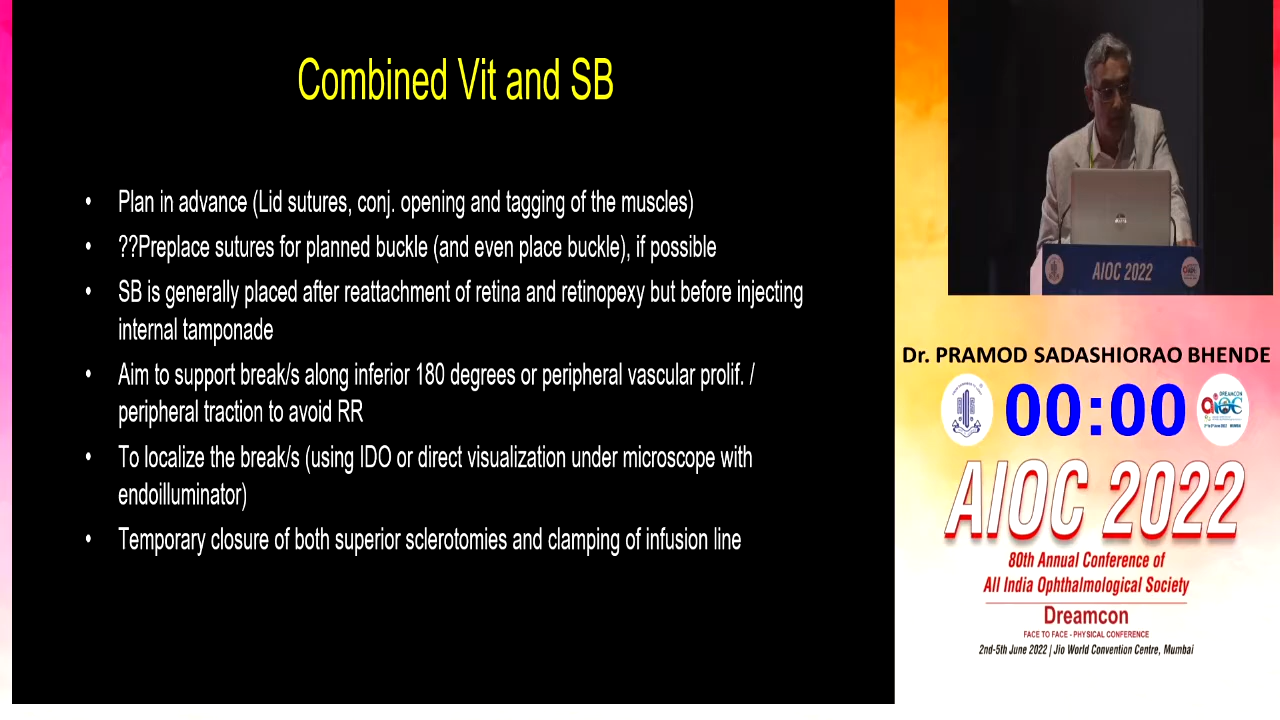 Combined Vit and SB
• Plan in advance (Lid sutures, conj. opening and tagging of the muscles)
• ??Preplace sutures for planned buckle (and even place buckle), if possible
• SB is generally placed after reattachment of retina and retinopexy but before injecting
internal tamponade
• Aim to support break/s along inferior 180 degrees or peripheral vascular prolif. /
peripheral traction to avoid RR
• To localize the break/s (using IDO or direct visualization under microscope with
endoilluminator)
• Temporary closure of both superior sclerotomies and clamping of infusion line
AIOC 2022
Dr. PRAMOD SADASHIORAO BHENDE
00:00
DREAMCON
aioc
AIOC 2022
80th Annual Conference of
All India Ophthalmological Society
Dreamcon
FACE TO FACE - PHYSICAL CONFERENCE
2nd-5th June 2022 | Jio World Convention Centre, Mumbai